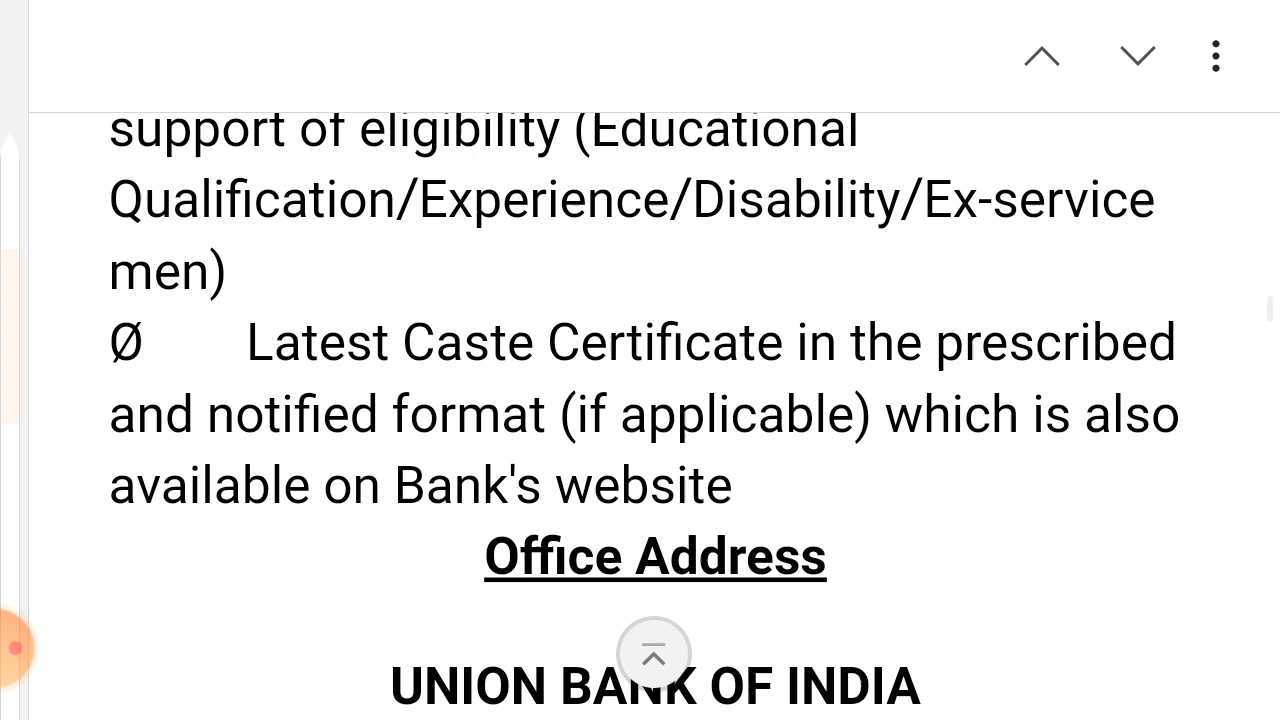 support of eligibility (Educational
Qualification/Experience/Disability/Ex-service
men)
Ø Latest Caste Certificate in the prescribed
and notified format (if applicable) which is also
available on Bank's website
Office Address
UNION BANK OF INDIA